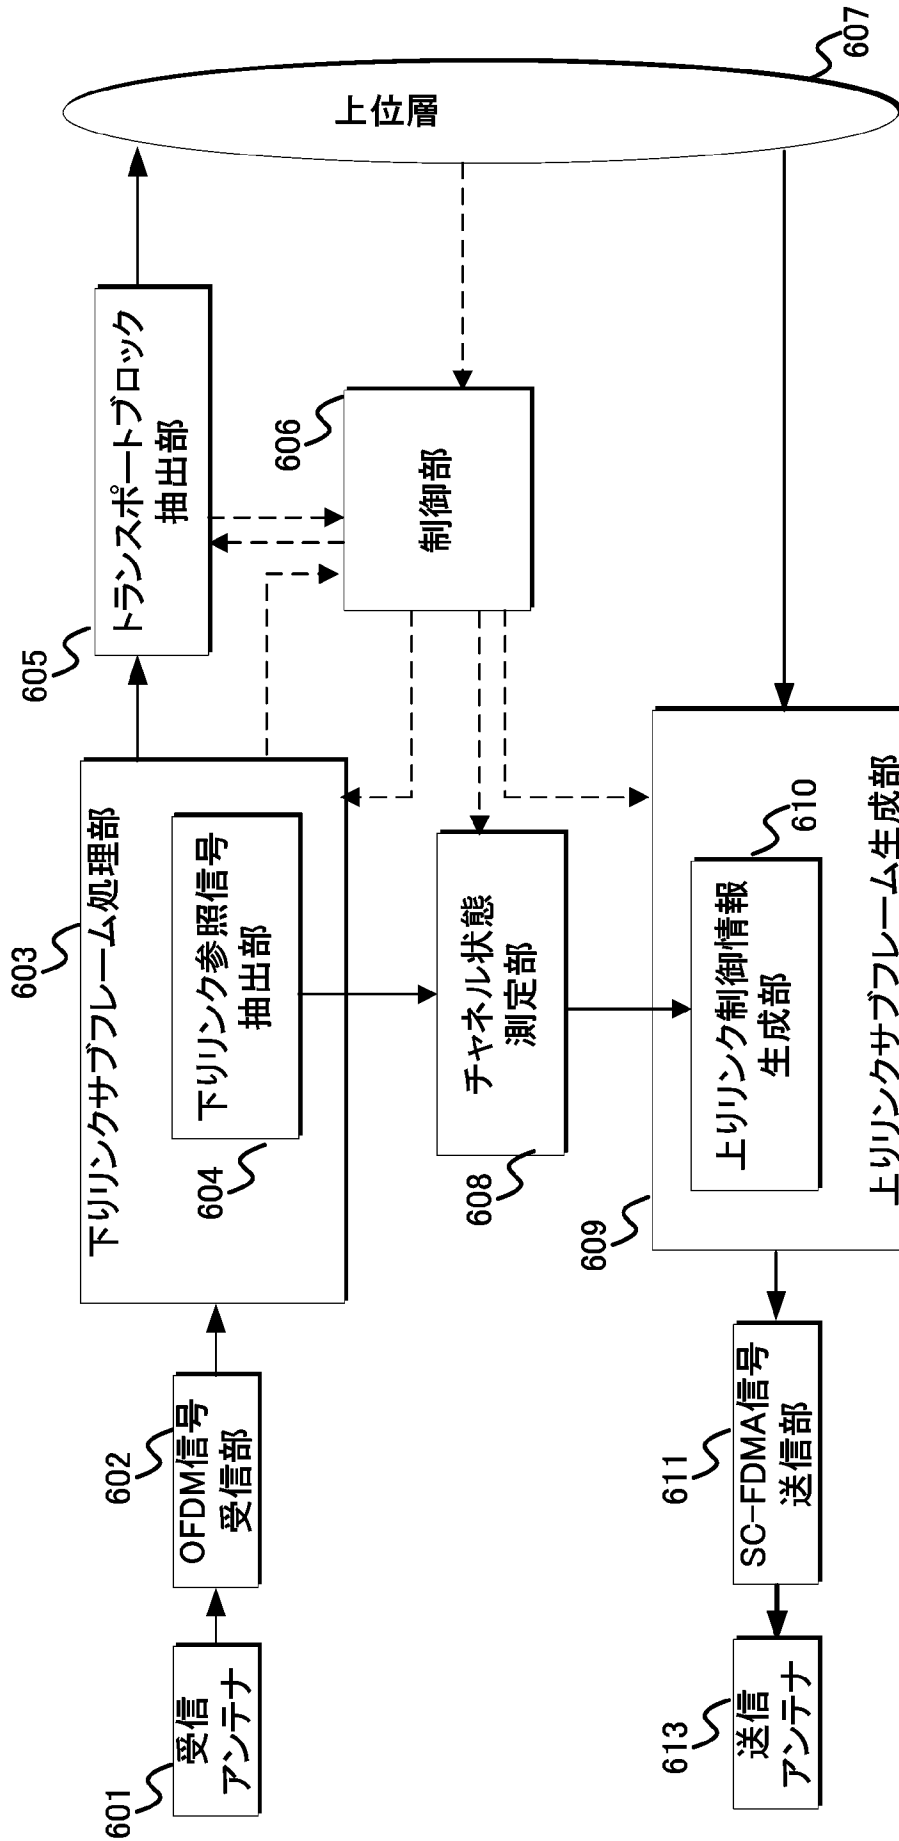 601
受信
アンテナ
602
OFDM信号
受信部
603
下りリンクサブフレーム処理部
604
下りリンク参照信号
抽出部
605
トランスポートブロック
抽出部
606
制御部
上位層
607
608
チャネル状態
測定部
609
610
上りリンク制御情報
生成部
上りリンクサブフレーム生成部
611
SC-FDMA信号
送信部
613
送信
アンテナ